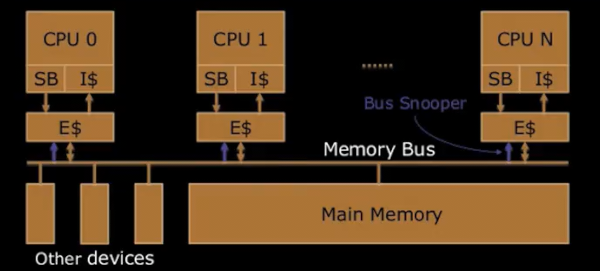 CPU 0 CPU 1 CPU N
SB I$ SB I$ ...... SB I$
Bus Snooper
E$ E$ E$
Memory Bus
Main Memory
Other devices